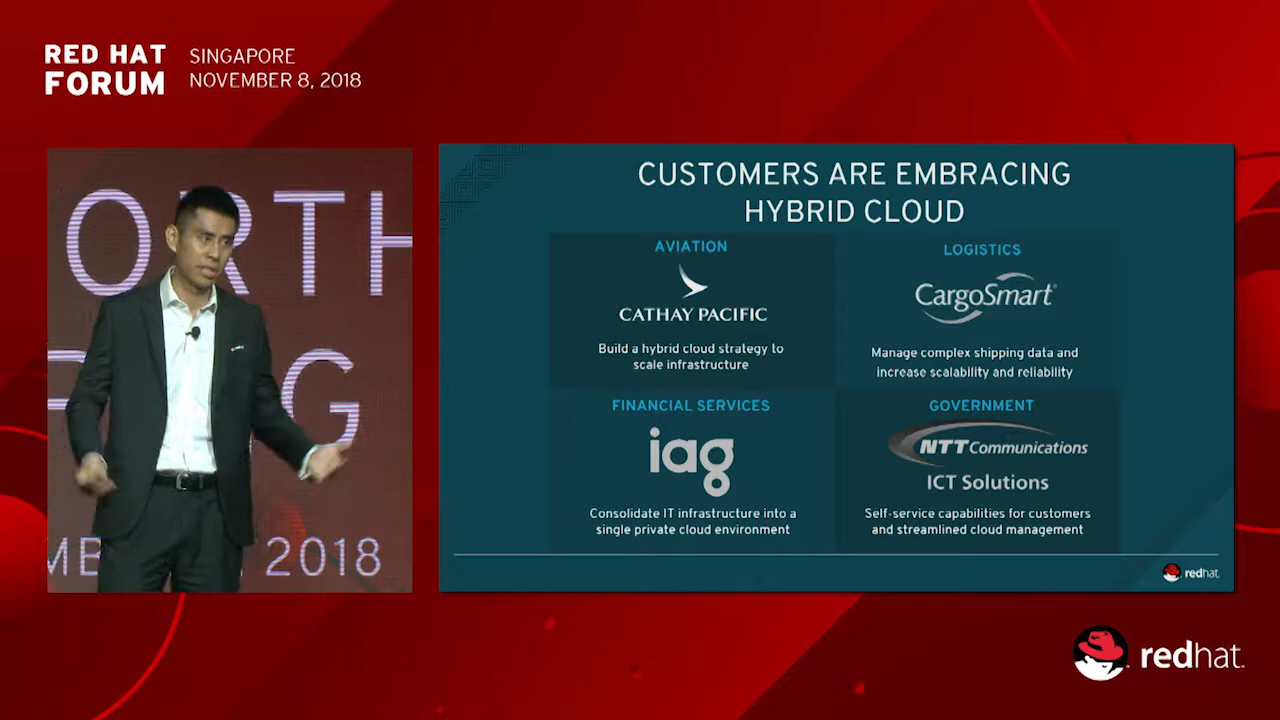 RED HAT
FORUM
SINGAPORE
NOVEMBER 8, 2018
ORTH
G
MB 2018
CUSTOMERS ARE EMBRACING
HYBRID CLOUD
AVIATION
CATHAY PACIFIC
Build a hybrid cloud strategy to
scale infrastructure
LOGISTICS
CargoSmart
Manage complex shipping data and
increase scalability and reliability
FINANCIAL SERVICES
iag
Consolidate IT infrastructure into a
single private cloud environment
GOVERNMENT
NTT Communications
ICT Solutions
Self-service capabilities for customers
and streamlined cloud management
redhat.
redhat.